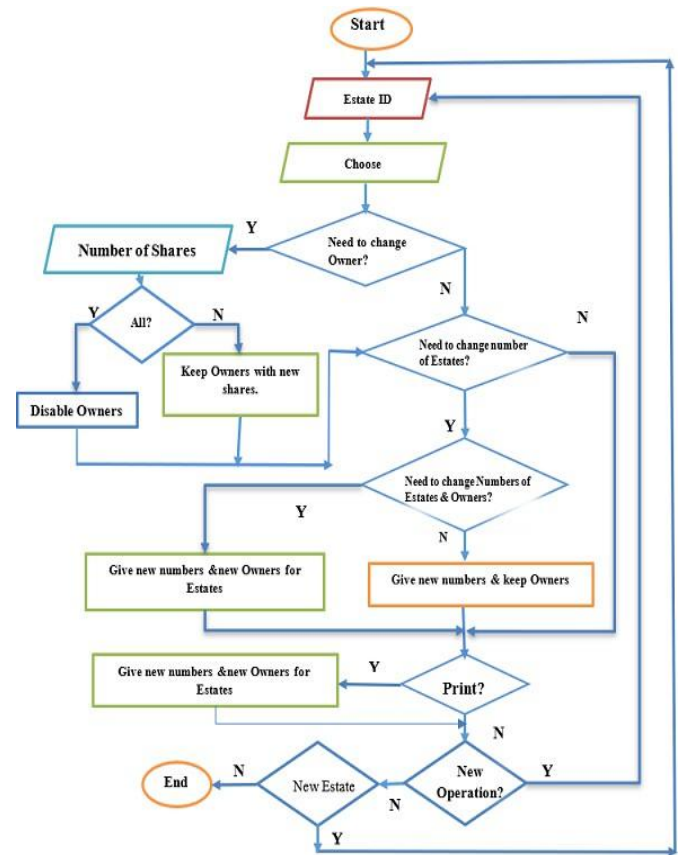 Start
Estate ID
Choose
Y
Number of Shares
Need to change
Owner?
N
Y
All?
N
Need to change number
of Estates?
N
Keep Owners with new
shares.
Disable Owners
Y
Need to change Numbers of
Estates & Owners?
Y
N
Give new numbers &new Owners for
Estates
Give new numbers & keep Owners
Give new numbers &new Owners for
Estates
Y
Print?
N
End
N
New Estate
N
New
Operation?
Y
Y